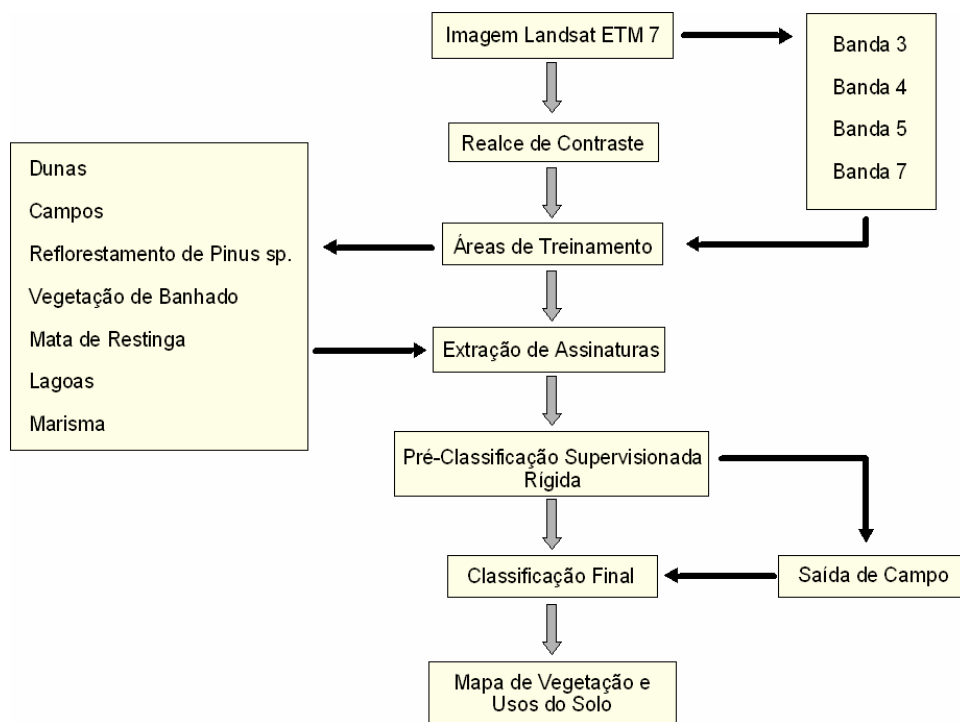 Imagem Landsat ETM 7
Banda 3
Banda 4
Banda 5
Banda 7
Realce de Contraste
Dunas
Campos
Reflorestamento de Pinus sp.
Vegetação de Banhado
Mata de Restinga
Lagoas
Marisma
Áreas de Treinamento
Extração de Assinaturas
Pré-Classificação Supervisionada
Rígida
Classificação Final
Saída de Campo
Mapa de Vegetação e
Usos do Solo